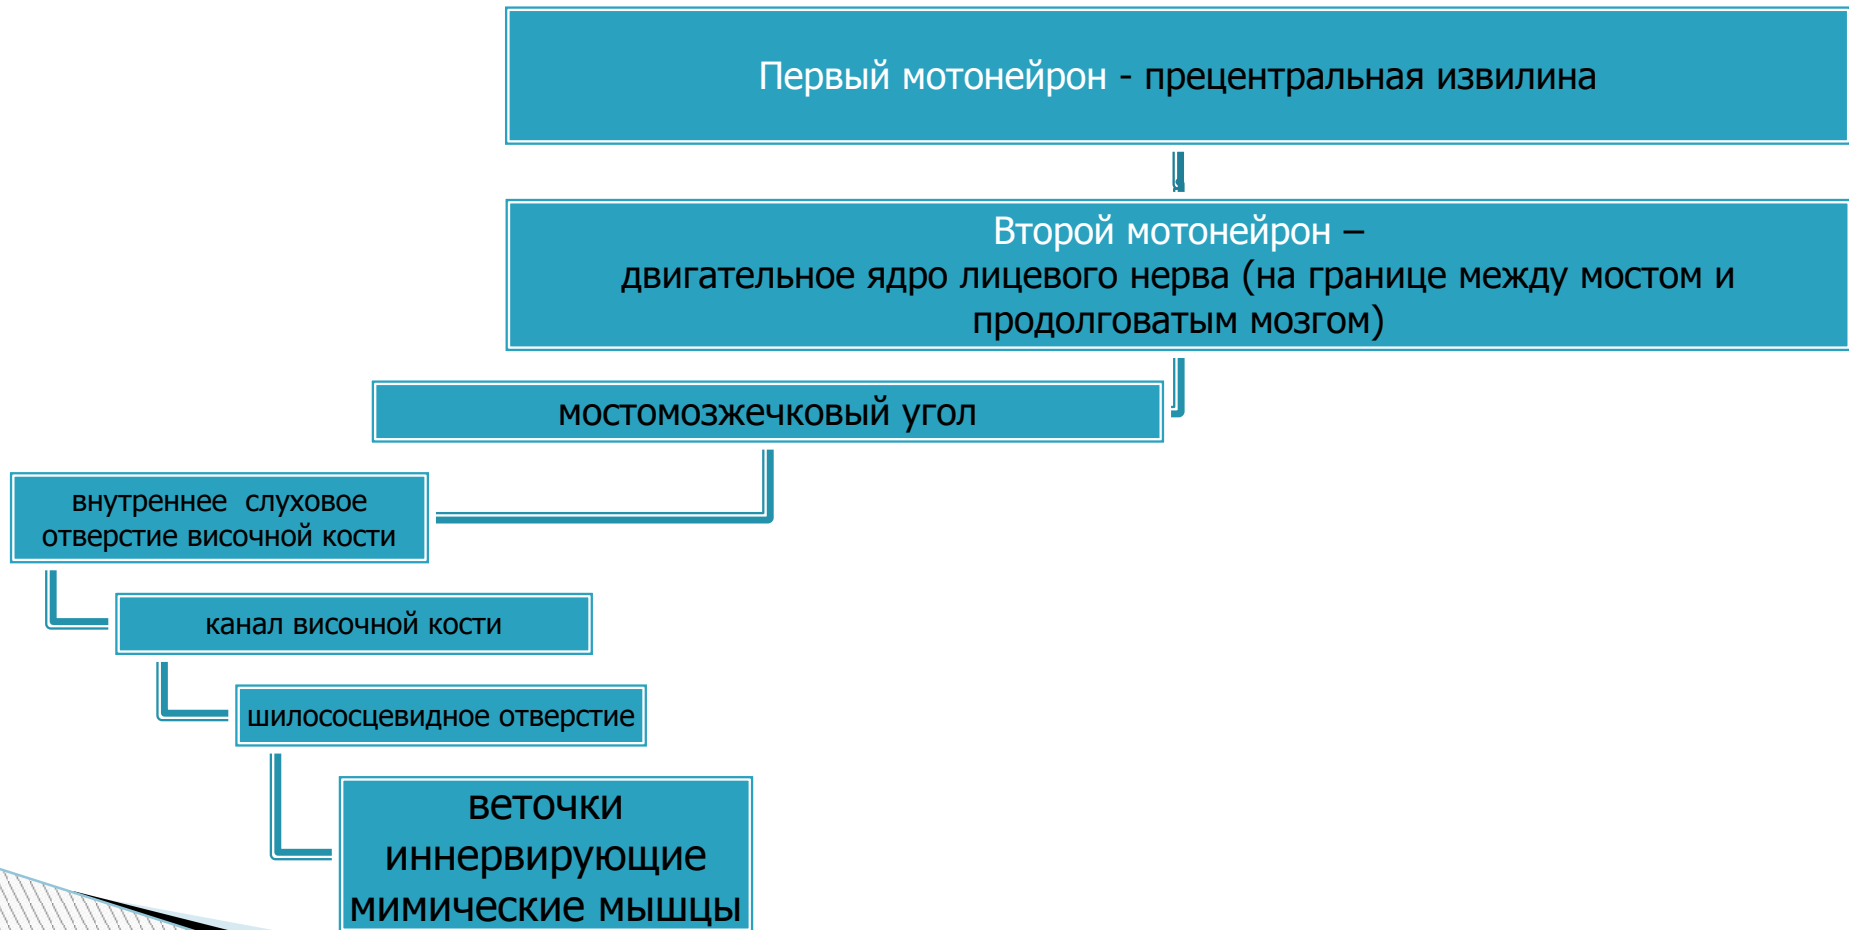 Первый мотонейрон - прецентральная извилина
Второй мотонейрон –
двигательное ядро лицевого нерва (на границе между мостом и
продолговатым мозгом)
мостомозжечковый угол
внутреннее  слуховое
отверстие височной кости
канал височной кости
шилососцевидное отверстие
веточки
иннервирующие
мимические мышцы